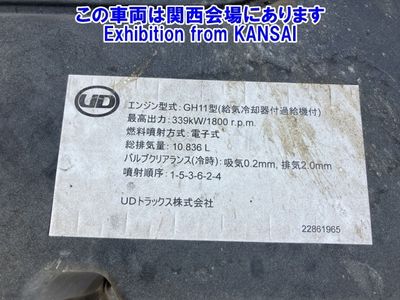 この車両は関西会場にあります
Exhibition from KANSAI
UD
エンジン型式: GH11型(給気冷却器付過給機付)
最高出力: 339kW/1800 r.p.m.
燃料噴射方式: 電子式
総排気量: 10.836 L
バルブクリアランス(冷時): 吸気0.2mm, 排気2.0mm
噴射順序: 1-5-3-6-2-4
UDトラックス株式会社
22861965